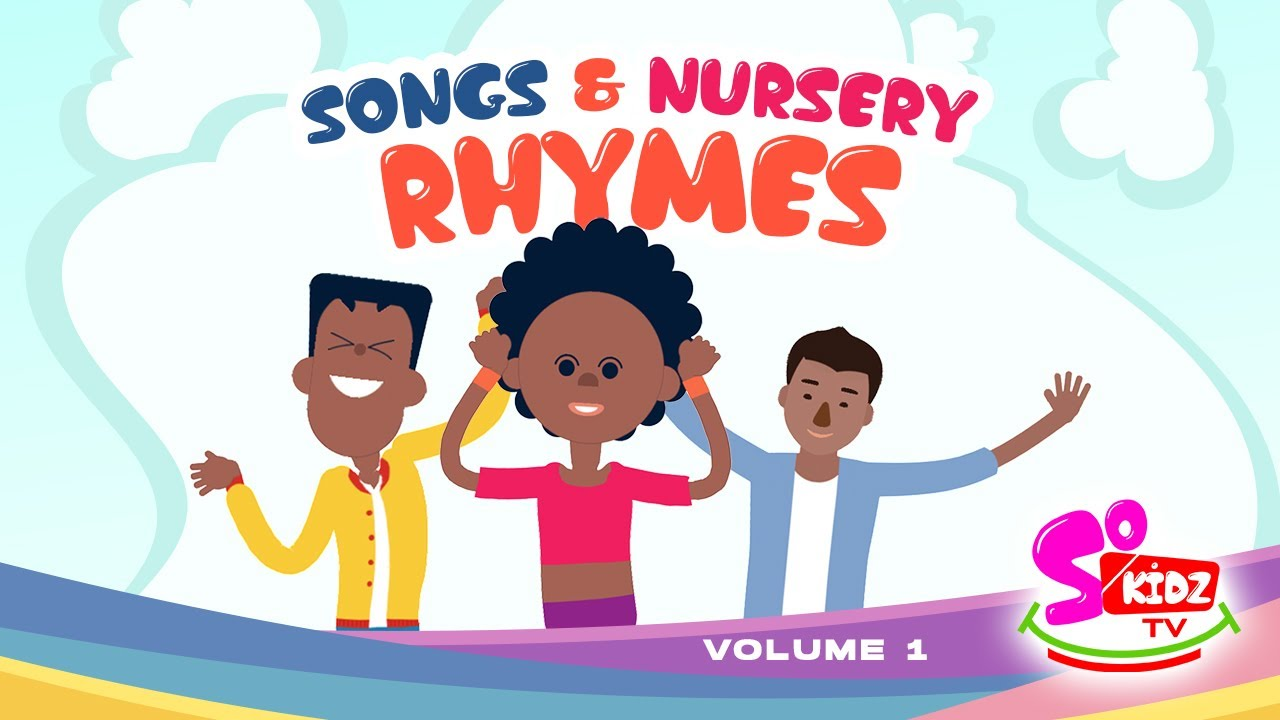 SONGS & NURSERY
RHYMES
VOLUME 1
SO
KiDZ
TV